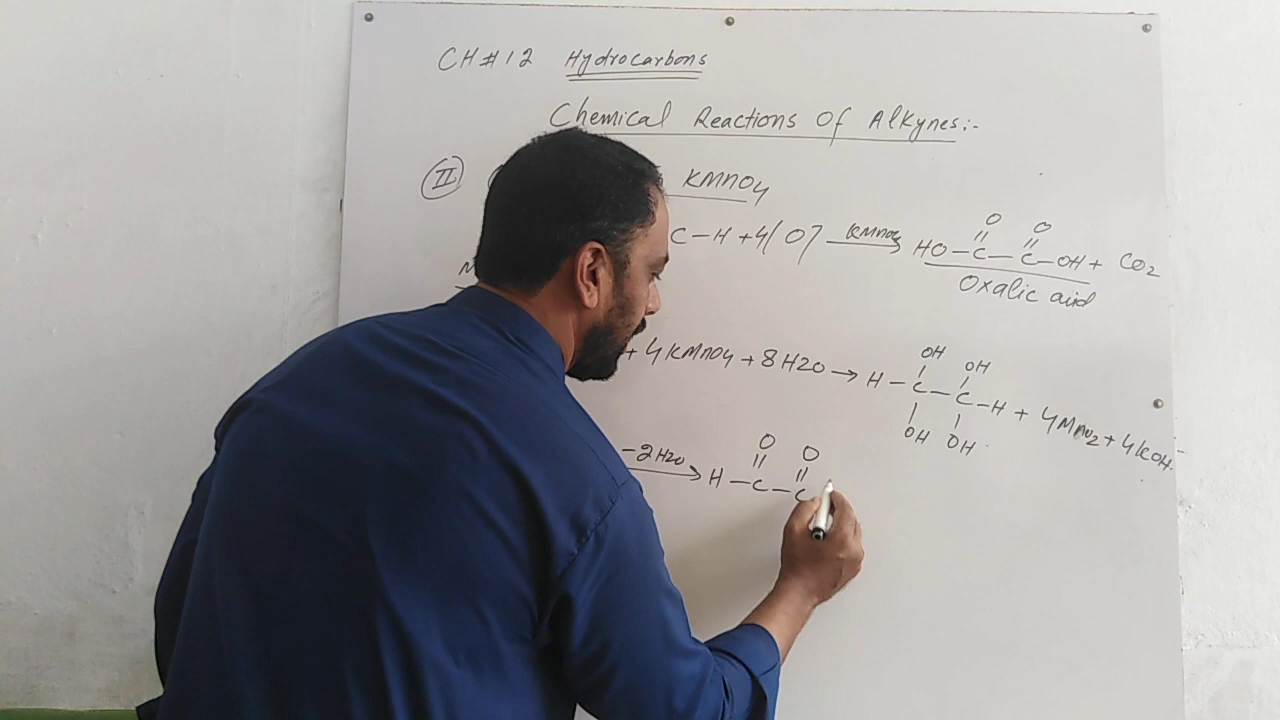 CH#12 Hydrocarbons
Chemical Reactions Of Alkynes:-
II KMnO4
C-H + 4[O] KMnO4→ HO-C-C-OH + CO2
O O
Oxalic acid
+ 4KMnO4 + 8H2O → H-C-C-H + 4MnO2 + 4KOH
OH OH
OH OH
-2H2O→ H-C-C
O O